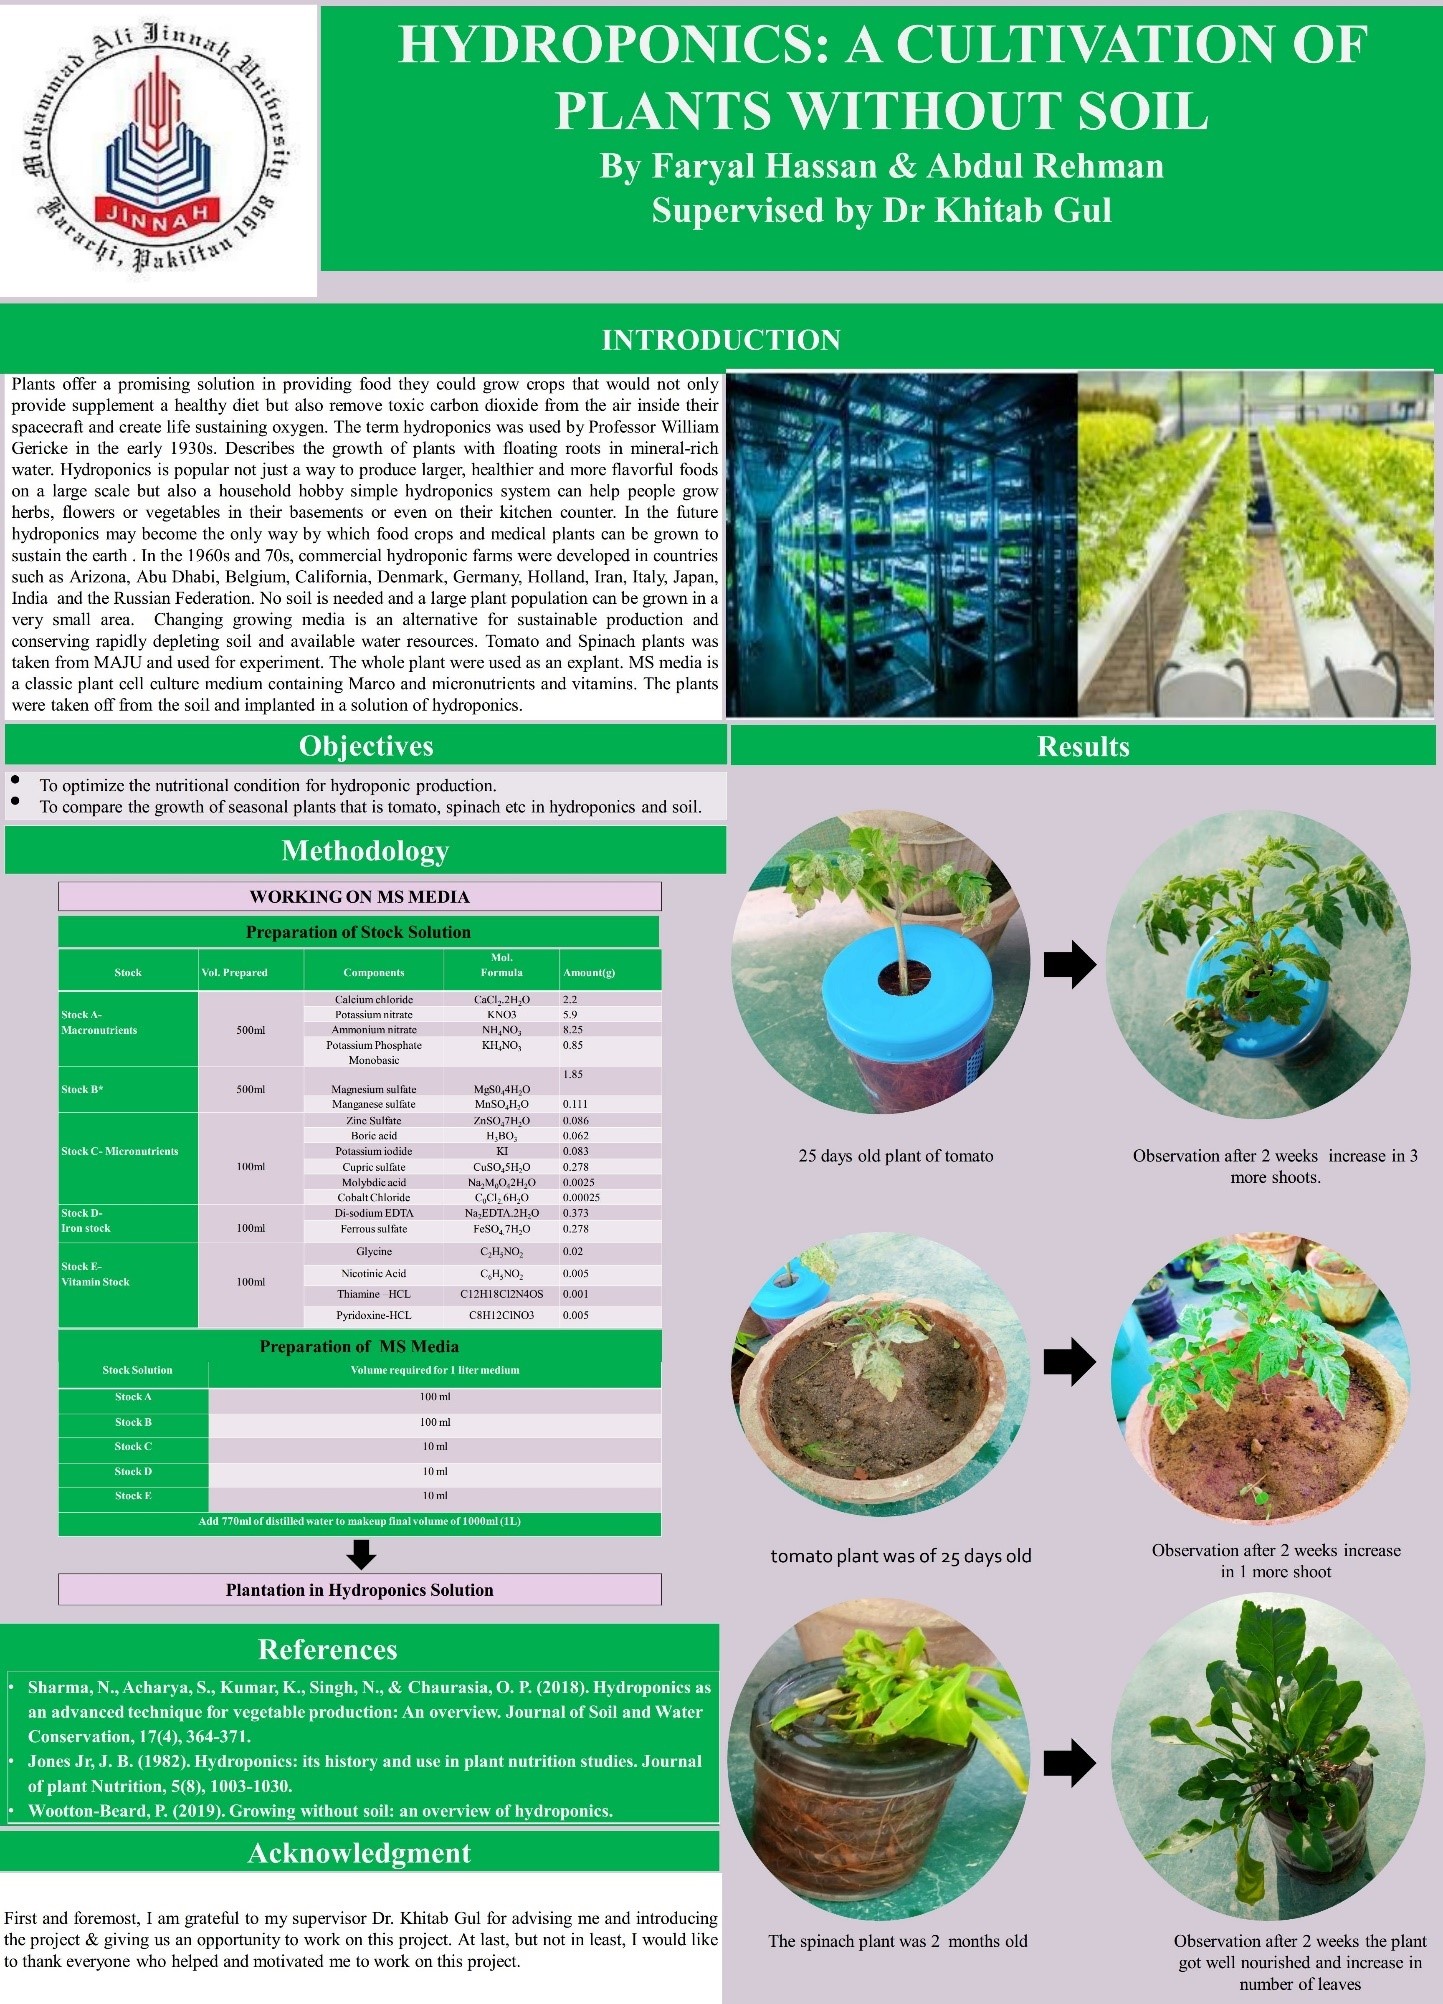 Mohammad Ali Jinnah University
JINNAH
Karachi, Pakistan 1998
HYDROPONICS: A CULTIVATION OF
PLANTS WITHOUT SOIL
By Faryal Hassan & Abdul Rehman
Supervised by Dr Khitab Gul
INTRODUCTION
Plants offer a promising solution in providing food they could grow crops that would not only
provide supplement a healthy diet but also remove toxic carbon dioxide from the air inside their
spacecraft and create life sustaining oxygen. The term hydroponics was used by Professor William
Gericke in the early 1930s. Describes the growth of plants with floating roots in mineral-rich
water. Hydroponics is popular not just a way to produce larger, healthier and more flavorful foods
on a large scale but also a household hobby simple hydroponics system can help people grow
herbs, flowers or vegetables in their basements or even on their kitchen counter. In the future
hydroponics may become the only way by which food crops and medical plants can be grown to
sustain the earth . In the 1960s and 70s, commercial hydroponic farms were developed in countries
such as Arizona, Abu Dhabi, Belgium, California, Denmark, Germany, Holland, Iran, Italy, Japan,
India and the Russian Federation. No soil is needed and a large plant population can be grown in a
very small area. Changing growing media is an alternative for sustainable production and
conserving rapidly depleting soil and available water resources. Tomato and Spinach plants was
taken from MAJU and used for experiment. The whole plant were used as an explant. MS media is
a classic plant cell culture medium containing Marco and micronutrients and vitamins. The plants
were taken off from the soil and implanted in a solution of hydroponics.
Objectives
• To optimize the nutritional condition for hydroponic production.
• To compare the growth of seasonal plants that is tomato, spinach etc in hydroponics and soil.
Methodology
WORKING ON MS MEDIA
Preparation of Stock Solution
Stock Vol. Prepared Components Mol. Formula Amount(g)
Stock A- Macronutrients 500ml Calcium chloride CaCl₂.2H₂O 2.2
Potassium nitrate KNO3 5.9
Ammonium nitrate NH₄NO₃ 8.25
Potassium Phosphate Monobasic KH₄NO₃ 0.85
Stock B* 500ml Magnesium sulfate MgS0₄4H₂O 1.85
Manganese sulfate MnSO₄H₂O 0.111
Stock C- Micronutrients 100ml Zinc Sulfate ZnSO₄7H₂O 0.086
Boric acid H₃BO₃ 0.062
Potassium iodide KI 0.083
Cupric sulfate CuSO₄5H₂O 0.278
Molybdic acid Na₂M₀O₄2H₂O 0.0025
Cobalt Chloride C₀Cl₂.6H₂O 0.00025
Stock D- Iron stock 100ml Di-sodium EDTA Na₂EDTA.2H₂O 0.373
Ferrous sulfate FeSO₄.7H₂O 0.278
Stock E- Vitamin Stock 100ml Glycine C₂H₅NO₂ 0.02
Nicotinic Acid C₆H₅NO₂ 0.005
Thiamine HCL C12H18Cl2N4OS 0.001
Pyridoxine-HCL C8H12ClNO3 0.005
Preparation of MS Media
Stock Solution Volume required for 1 liter medium
Stock A 100 ml
Stock B 100 ml
Stock C 10 ml
Stock D 10 ml
Stock E 10 ml
Add 770ml of distilled water to makeup final volume of 1000ml (1L)
Plantation in Hydroponics Solution
References
• Sharma, N., Acharya, S., Kumar, K., Singh, N., & Chaurasia, O. P. (2018). Hydroponics as
an advanced technique for vegetable production: An overview. Journal of Soil and Water
Conservation, 17(4), 364-371.
• Jones Jr, J. B. (1982). Hydroponics: its history and use in plant nutrition studies. Journal
of plant Nutrition, 5(8), 1003-1030.
• Wootton-Beard, P. (2019). Growing without soil: an overview of hydroponics.
Acknowledgment
First and foremost, I am grateful to my supervisor Dr. Khitab Gul for advising me and introducing
the project & giving us an opportunity to work on this project. At last, but not in least, I would like
to thank everyone who helped and motivated me to work on this project.
Results
25 days old plant of tomato
Observation after 2 weeks increase in 3
more shoots.
tomato plant was of 25 days old
Observation after 2 weeks increase
in 1 more shoot
The spinach plant was 2 months old
Observation after 2 weeks the plant
got well nourished and increase in
number of leaves